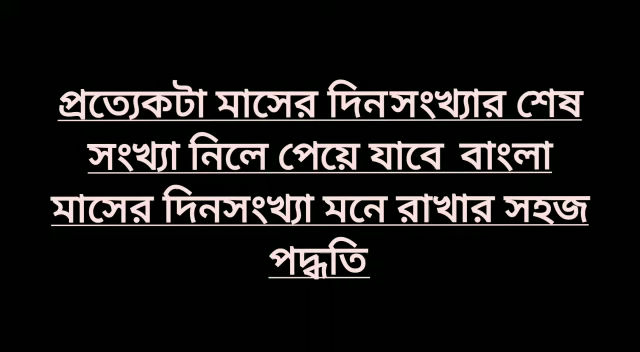 প্রত্যেকটা মাসের দিনসংখ্যার শেষ
সংখ্যা নিলে পেয়ে যাবে বাংলা
মাসের দিনসংখ্যা মনে রাখার সহজ
পদ্ধতি